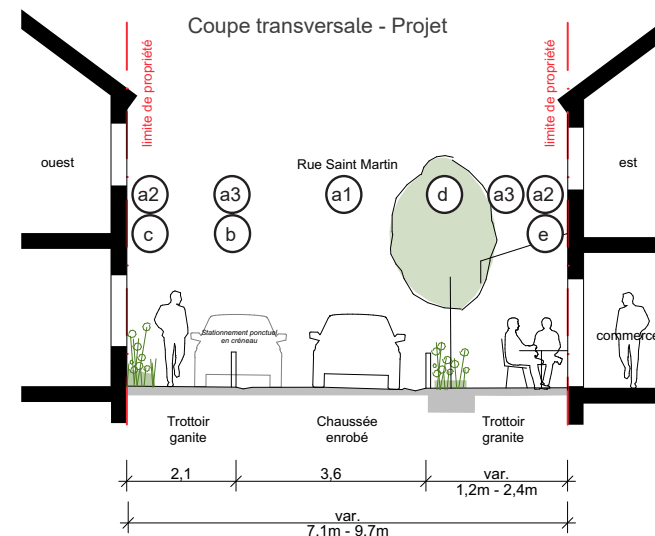 Coupe transversale - Projet
limite de propriété
limite de propriété
ouest
Rue Saint Martin
est
a2
a3
a1
d
a3
a2
c
b
e
Stationnement ponctuel
en créneau
commerce
Trottoir
ganite
Chaussée
enrobé
Trottoir
granite
2,1
3,6
var.
1,2m - 2,4m
var.
7,1m - 9,7m